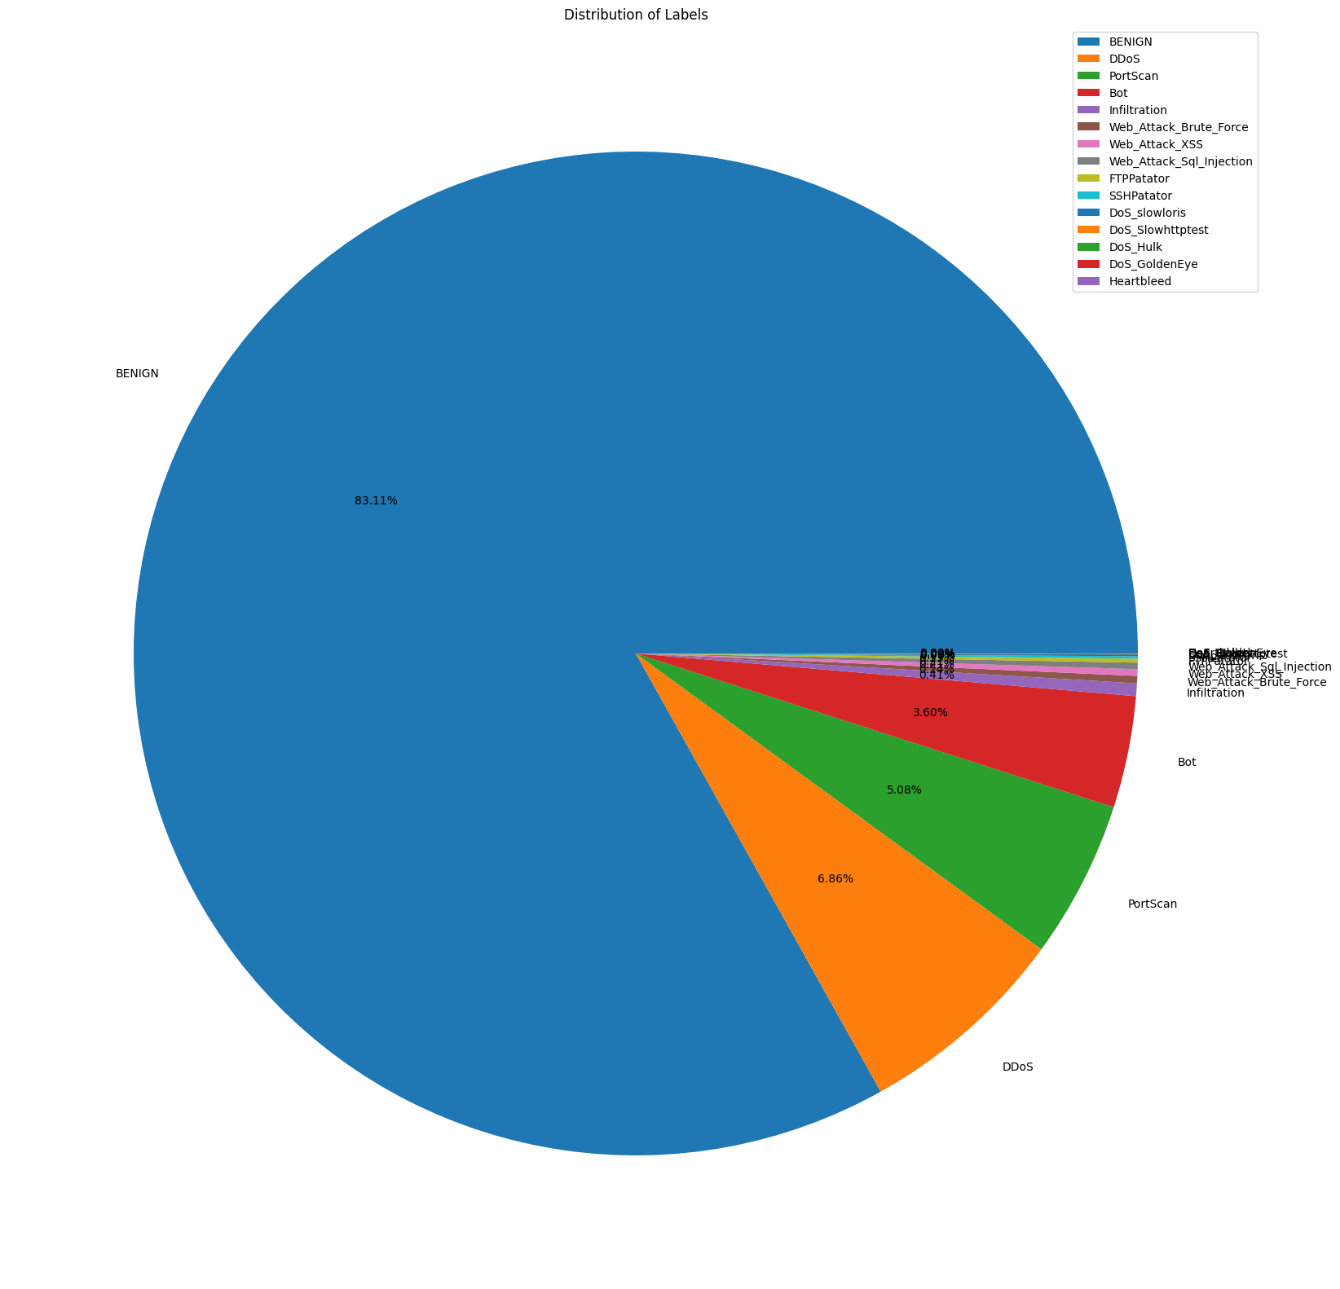 Distribution of Labels
BENIGN
DDoS
PortScan
Bot
Infiltration
Web_Attack_Brute_Force
Web_Attack_XSS
Web_Attack_Sql_Injection
FTPPatator
SSHPatator
DoS_slowloris
DoS_Slowhttptest
DoS_Hulk
DoS_GoldenEye
Heartbleed
BENIGN
83.11%
Web_Attack_Sql_Injection
Web_Attack_XSS
Web_Attack_Brute_Force
0.41%
Infiltration
3.60%
Bot
5.08%
6.86%
PortScan
DDoS